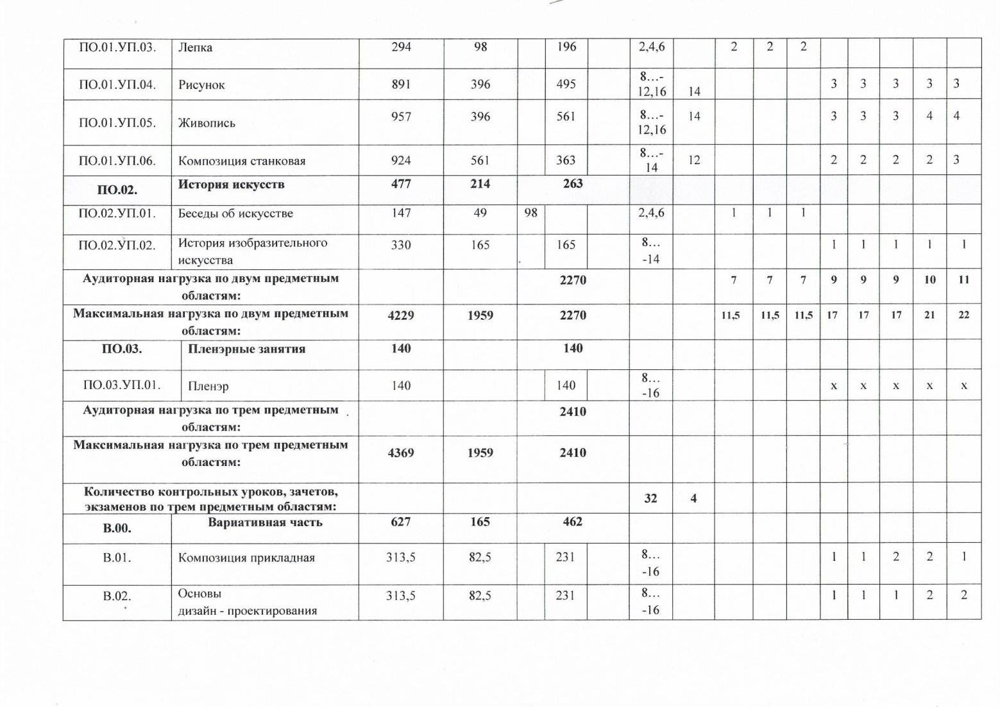 ПО.01.УП.03. Лепка 294 98 196 2,4,6 2 2 2
ПО.01.УП.04. Рисунок 891 396 495 8…- 3 3 3 3 3
12,16 14
ПО.01.УП.05. Живопись 957 396 561 8…- 14 3 3 3 4 4
12,16
ПО.01.УП.06. Композиция станковая 924 561 363 8…- 12 2 2 2 2 3
14
ПО.02. История искусств 477 214 263
ПО.02.УП.01. Беседы об искусстве 147 49 98 2,4,6 1 1 1
ПО.02.УП.02. История изобразительного 330 165 165 8… 1 1 1 1 1
искусства -14
Аудиторная нагрузка по двум предметным 2270 7 7 7 9 9 9 10 11
областям:
Максимальная нагрузка по двум предметным 4229 1959 2270 11,5 11,5 11,5 17 17 17 21 22
областям:
ПО.03. Пленэрные занятия 140 140
ПО.03.УП.01. Пленэр 140 140 8… x x x x x
-16
Аудиторная нагрузка по трем предметным 2410
областям:
Максимальная нагрузка по трем предметным 4369 1959 2410
областям:
Количество контрольных уроков, зачетов, 32 4
экзаменов по трем предметным областям:
В.00. Вариативная часть 627 165 462
В.01. Композиция прикладная 313,5 82,5 231 8… 1 1 2 2 1
-16
В.02. Основы 313,5 82,5 231 8… 1 1 1 2 2
дизайн - проектирования -16